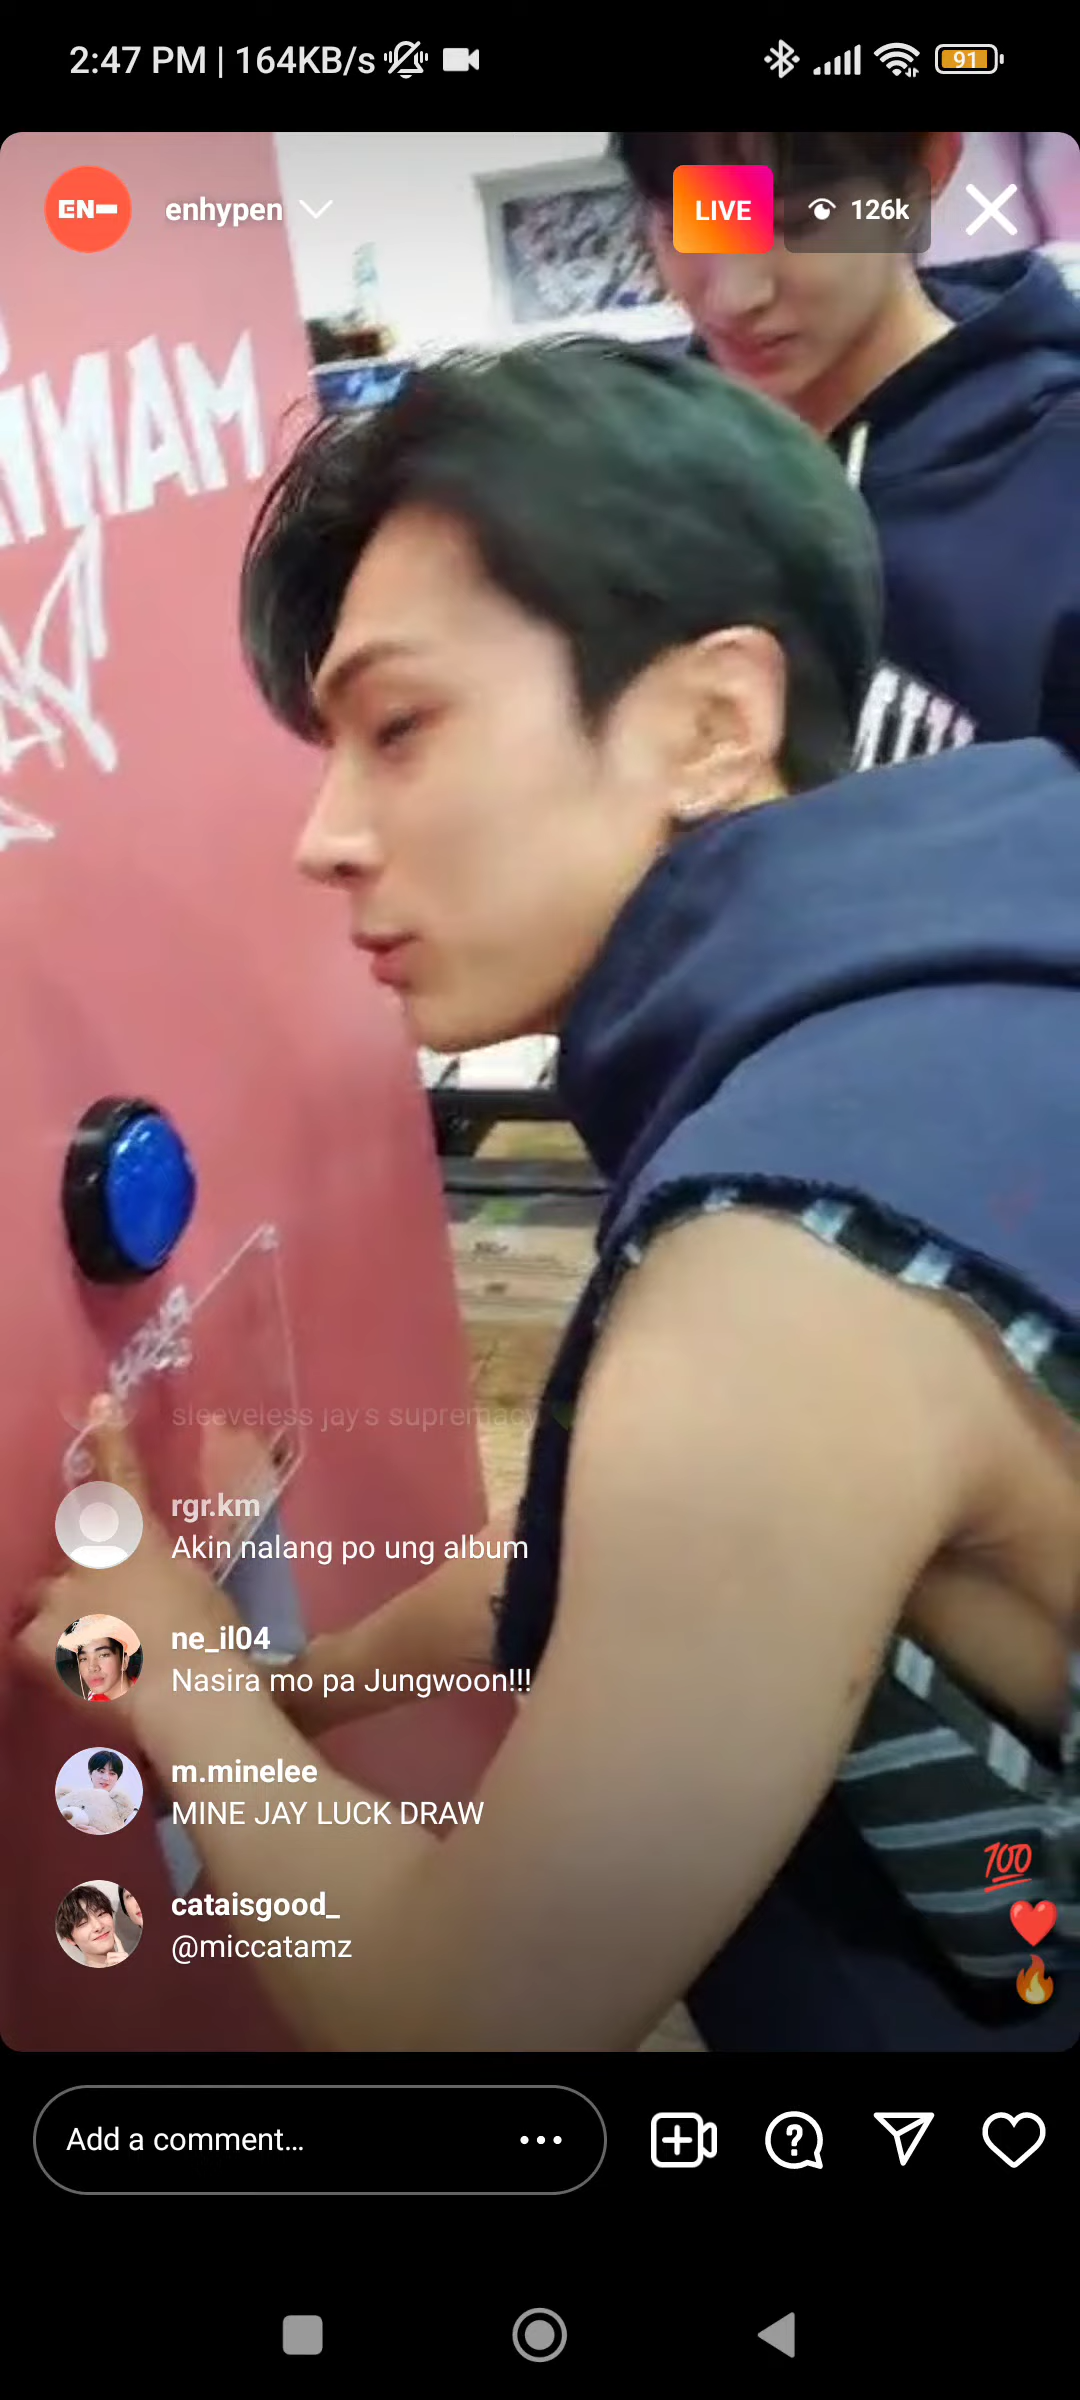 2:47 PM | 164KB/s
91
EN-
enhypen
LIVE
126k
sleeveless jay's supremacy
rgr.km
Akin nalang po ung album
ne_il04
Nasira mo pa Jungwoon!!!
m.minelee
MINE JAY LUCK DRAW
cataisgood_
@miccatamz
💯
Add a comment...